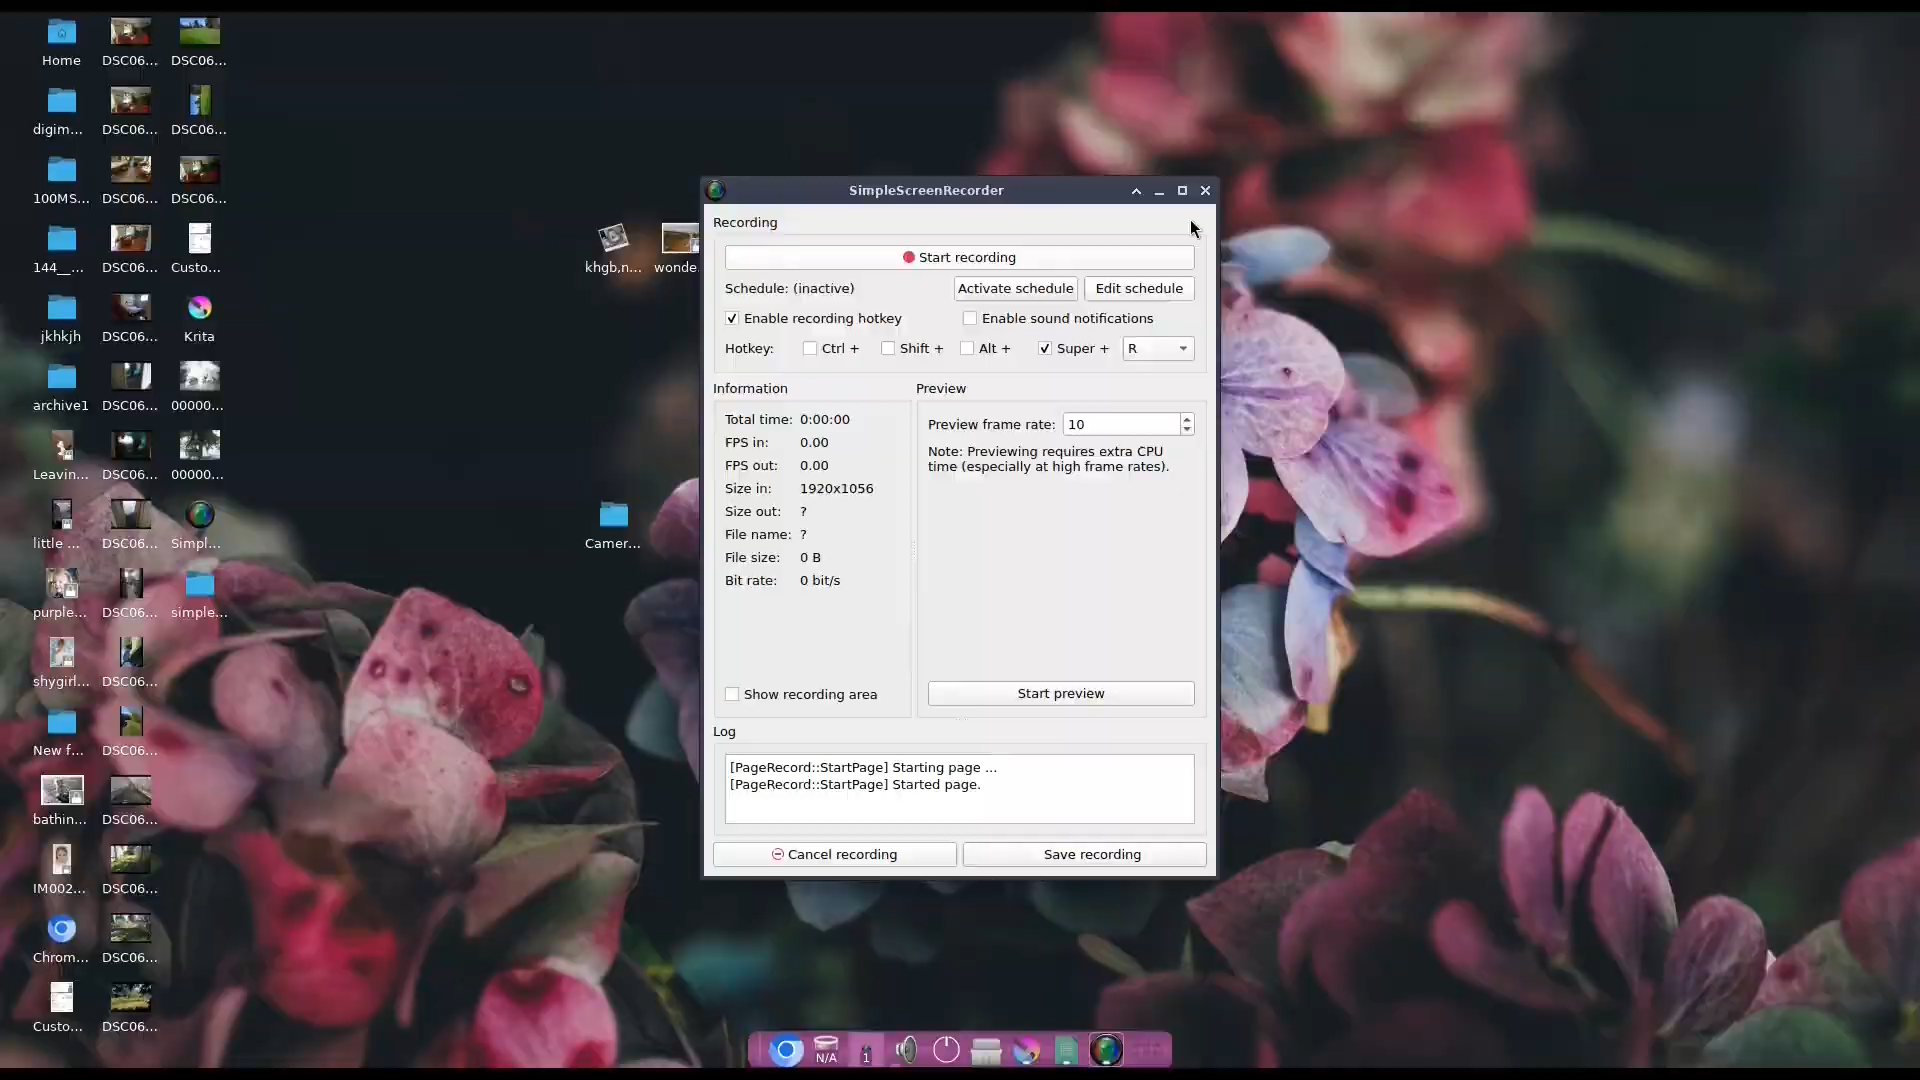 Home
DSC06...
DSC06...
digim...
DSC06...
DSC06...
100MS...
DSC06...
DSC06...
144__...
DSC06...
Custo...
khgb,n...
wonde.
jkhkjh
DSC06...
Krita
archive1
DSC06...
00000...
Leavin...
DSC06...
00000...
little ...
DSC06...
Simpl...
Camer...
purple...
DSC06...
simple...
shygirl...
DSC06...
New f...
DSC06...
bathin...
DSC06...
IM002...
DSC06...
Chrom...
DSC06...
Custo...
DSC06...
SimpleScreenRecorder
Recording
Start recording
Schedule: (inactive)
Activate schedule
Edit schedule
Enable recording hotkey
Enable sound notifications
Hotkey:
Ctrl +
Shift +
Alt +
Super +
R
Information
Total time: 0:00:00
FPS in: 0.00
FPS out: 0.00
Size in: 1920x1056
Size out: ?
File name: ?
File size: 0 B
Bit rate: 0 bit/s
Show recording area
Preview
Preview frame rate: 10
Note: Previewing requires extra CPU
time (especially at high frame rates).
Start preview
Log
[PageRecord::StartPage] Starting page ...
[PageRecord::StartPage] Started page.
Cancel recording
Save recording
N/A
1